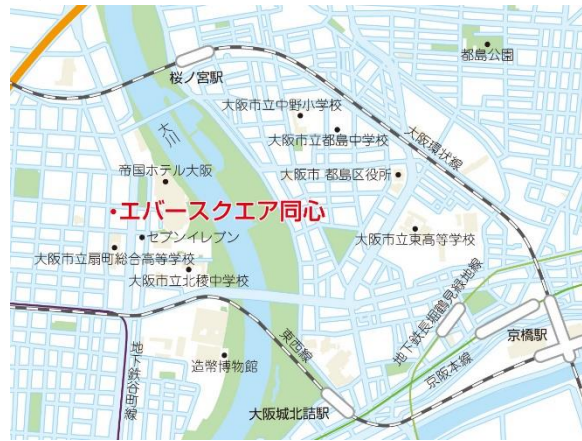 都島公園
桜ノ宮駅
大阪市立中野小学校
大川
大阪市立都島中学校
大阪環状線
帝国ホテル大阪
大阪市 都島区役所
エバースクエア同心
セブンイレブン
大阪市立東高等学校
大阪市立扇町総合高等学校
大阪市立北稜中学校
地下鉄長堀鶴見緑地線
京橋駅
東西線
地下鉄谷町線
造幣博物館
京阪本線
大阪城北詰駅